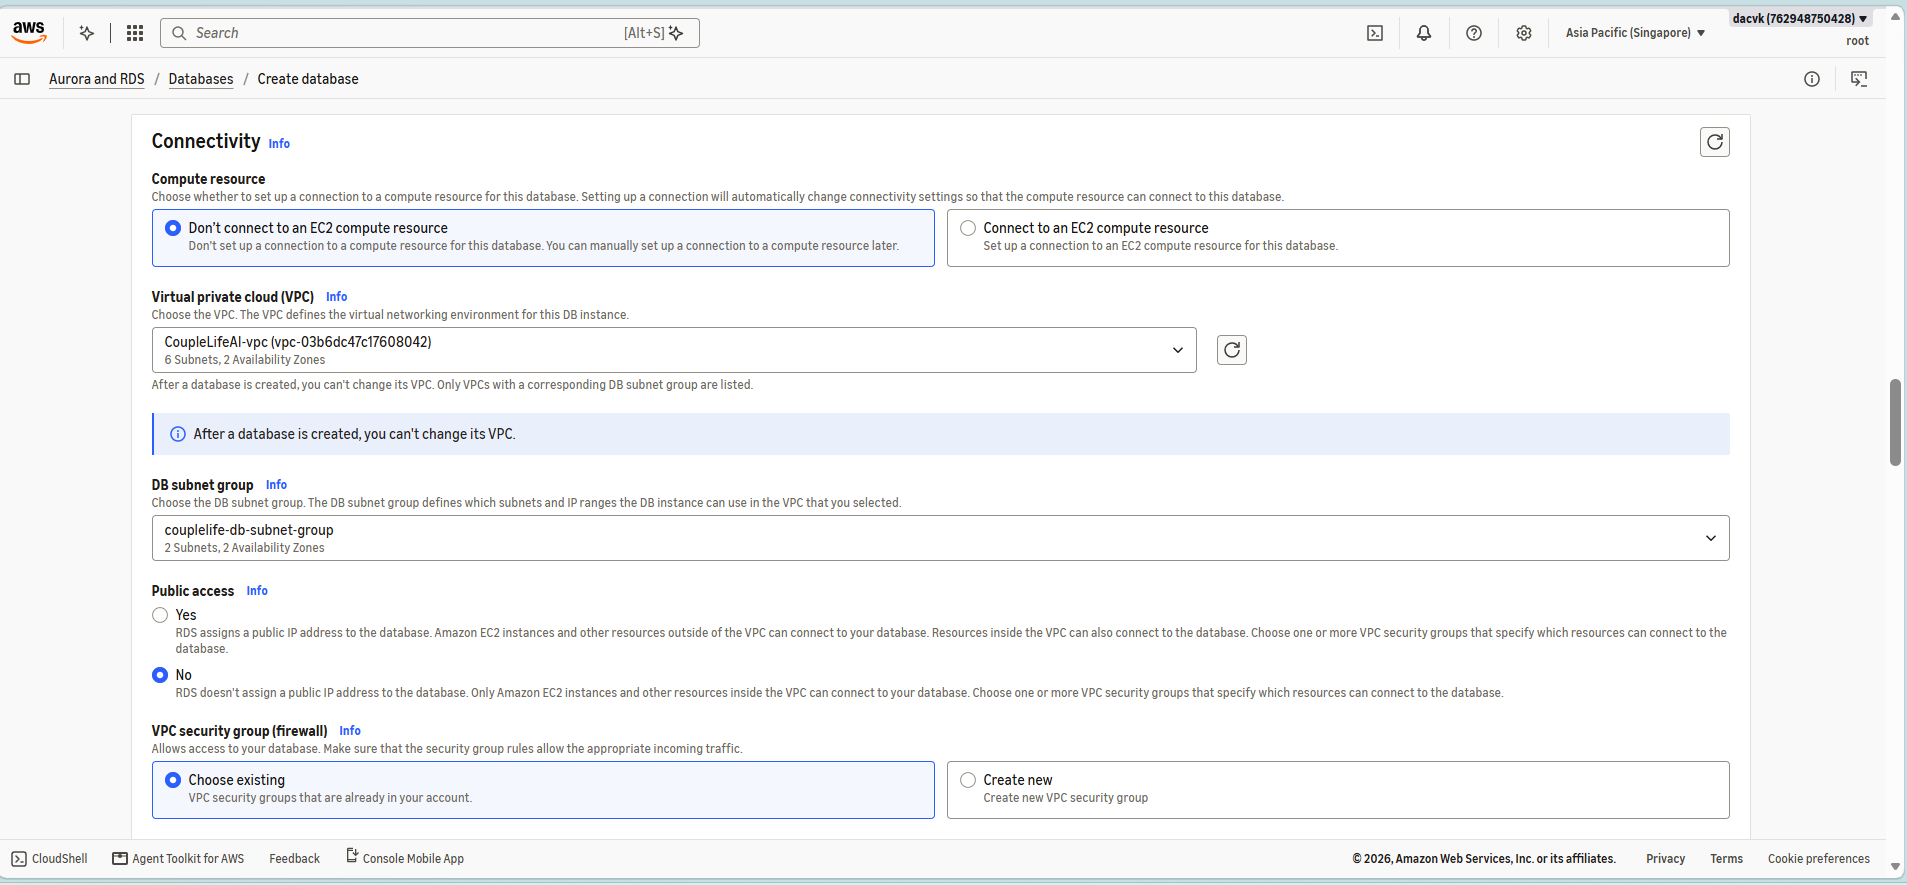 aws
Search
[Alt+S]
Asia Pacific (Singapore)
dacvk (762948750428)
root
Aurora and RDS / Databases / Create database
Connectivity Info
Compute resource
Choose whether to set up a connection to a compute resource for this database. Setting up a connection will automatically change connectivity settings so that the compute resource can connect to this database.
Don't connect to an EC2 compute resource
Don't set up a connection to a compute resource for this database. You can manually set up a connection to a compute resource later.
Connect to an EC2 compute resource
Set up a connection to an EC2 compute resource for this database.
Virtual private cloud (VPC) Info
Choose the VPC. The VPC defines the virtual networking environment for this DB instance.
CoupleLifeAI-vpc (vpc-03b6dc47c17608042)
6 Subnets, 2 Availability Zones
After a database is created, you can't change its VPC. Only VPCs with a corresponding DB subnet group are listed.
After a database is created, you can't change its VPC.
DB subnet group Info
Choose the DB subnet group. The DB subnet group defines which subnets and IP ranges the DB instance can use in the VPC that you selected.
couplelife-db-subnet-group
2 Subnets, 2 Availability Zones
Public access Info
Yes
RDS assigns a public IP address to the database. Amazon EC2 instances and other resources outside of the VPC can connect to your database. Resources inside the VPC can also connect to the database. Choose one or more VPC security groups that specify which resources can connect to the
database.
No
RDS doesn't assign a public IP address to the database. Only Amazon EC2 instances and other resources inside the VPC can connect to your database. Choose one or more VPC security groups that specify which resources can connect to the database.
VPC security group (firewall) Info
Allows access to your database. Make sure that the security group rules allow the appropriate incoming traffic.
Choose existing
VPC security groups that are already in your account.
Create new
Create new VPC security group
CloudShell
Agent Toolkit for AWS
Feedback
Console Mobile App
© 2026, Amazon Web Services, Inc. or its affiliates.
Privacy
Terms
Cookie preferences